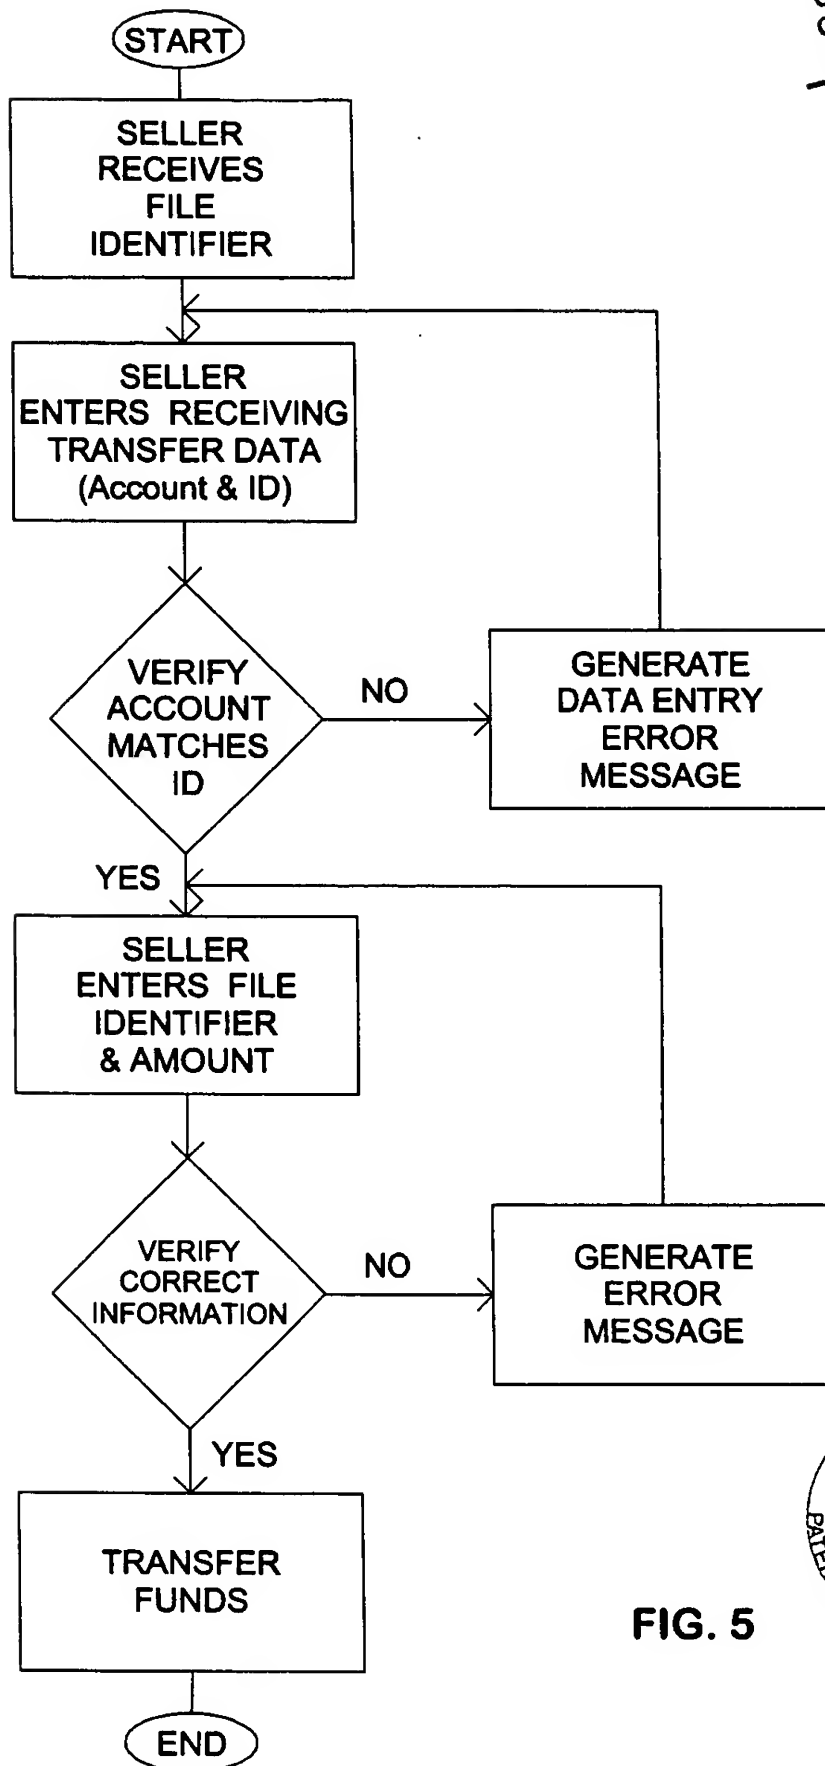 START
SELLER
RECEIVES
FILE
IDENTIFIER
SELLER
ENTERS RECEIVING
TRANSFER DATA
(Account & ID)
VERIFY
ACCOUNT
MATCHES
ID
NO
GENERATE
DATA ENTRY
ERROR
MESSAGE
YES
SELLER
ENTERS FILE
IDENTIFIER
& AMOUNT
VERIFY
CORRECT
INFORMATION
NO
GENERATE
ERROR
MESSAGE
YES
TRANSFER
FUNDS
FIG. 5
END